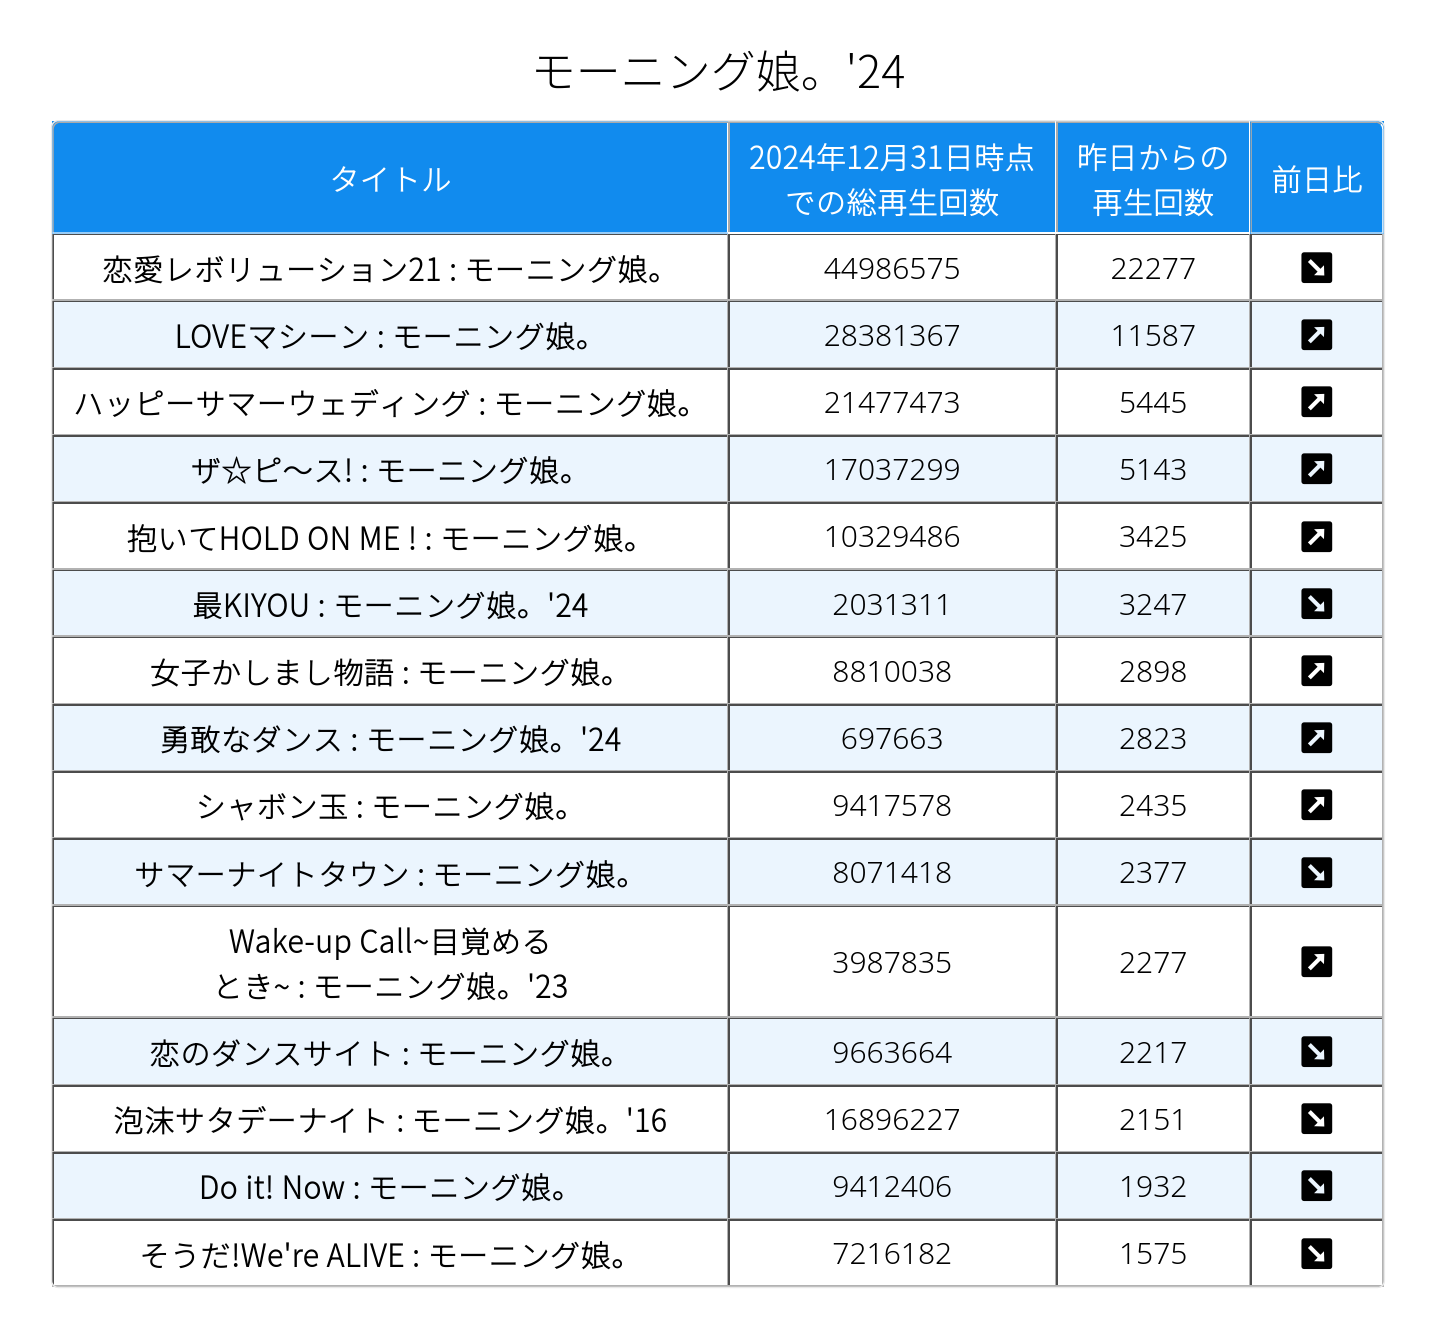 モーニング娘。'24
タイトル
2024年12月31日時点
での総再生回数
昨日からの
再生回数
前日比
恋愛レボリューション21 : モーニング娘。 44986575 22277 ↘
LOVEマシーン : モーニング娘。 28381367 11587 ↗
ハッピーサマーウェディング : モーニング娘。 21477473 5445 ↗
ザ☆ピ〜ス! : モーニング娘。 17037299 5143 ↗
抱いてHOLD ON ME ! : モーニング娘。 10329486 3425 ↗
最KIYOU : モーニング娘。'24 2031311 3247 ↘
女子かしまし物語 : モーニング娘。 8810038 2898 ↗
勇敢なダンス : モーニング娘。'24 697663 2823 ↗
シャボン玉 : モーニング娘。 9417578 2435 ↗
サマーナイトタウン : モーニング娘。 8071418 2377 ↘
Wake-up Call~目覚める
とき~ : モーニング娘。'23 3987835 2277 ↗
恋のダンスサイト : モーニング娘。 9663664 2217 ↘
泡沫サタデーナイト : モーニング娘。'16 16896227 2151 ↘
Do it! Now : モーニング娘。 9412406 1932 ↘
そうだ!We're ALIVE : モーニング娘。 7216182 1575 ↘